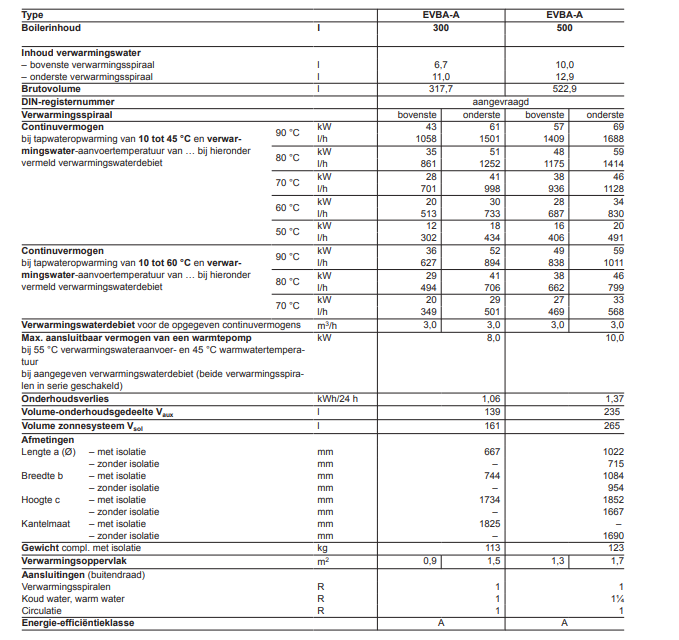 Type EVBA-A EVBA-A
Boilerinhoud l 300 500
Inhoud verwarmingswater
– bovenste verwarmingsspiraal l 6,7 10,0
– onderste verwarmingsspiraal l 11,0 12,9
Brutovolume l 317,7 522,9
DIN-registernummer aangevraagd
Verwarmingsspiraal bovenste onderste bovenste onderste
Continuvermogen 90 °C kW 43 61 57 69
bij tapwateropwarming van 10 tot 45 °C en verwar- l/h 1058 1501 1409 1688
mingswater-aanvoertemperatuur van … bij hieronder 80 °C kW 35 51 48 59
vermeld verwarmingswaterdebiet l/h 861 1252 1175 1414
70 °C kW 28 41 38 46
l/h 701 998 936 1128
60 °C kW 20 30 28 34
l/h 513 733 687 830
50 °C kW 12 18 16 20
l/h 302 434 406 491
Continuvermogen 90 °C kW 36 52 49 59
bij tapwateropwarming van 10 tot 60 °C en verwar- l/h 627 894 838 1011
mingswater-aanvoertemperatuur van … bij hieronder 80 °C kW 29 41 38 46
vermeld verwarmingswaterdebiet l/h 494 706 662 799
70 °C kW 20 29 27 33
l/h 349 501 469 568
Verwarmingswaterdebiet voor de opgegeven continuvermogens m³/h 3,0 3,0 3,0 3,0
Max. aansluitbaar vermogen van een warmtepomp kW 8,0 10,0
bij 55 °C verwarmingswateraanvoer- en 45 °C warmwatertempera-
tuur
bij aangegeven verwarmingswaterdebiet (beide verwarmingsspira-
len in serie geschakeld)
Onderhoudsverlies kWh/24 h 1,06 1,37
Volume-onderhoudsgedeelte Vaux l 139 235
Volume zonnesysteem Vsol l 161 265
Afmetingen
Lengte a (Ø) – met isolatie mm 667 1022
– zonder isolatie mm – 715
Breedte b – met isolatie mm 744 1084
– zonder isolatie mm – 954
Hoogte c – met isolatie mm 1734 1852
– zonder isolatie mm – 1667
Kantelmaat – met isolatie mm 1825 –
– zonder isolatie mm – 1690
Gewicht compl. met isolatie kg 113 123
Verwarmingsoppervlak m² 0,9 1,5 1,3 1,7
Aansluitingen (buitendraad)
Verwarmingsspiralen R 1 1
Koud water, warm water R 1 1¼
Circulatie R 1 1
Energie-efficiëntieklasse A A